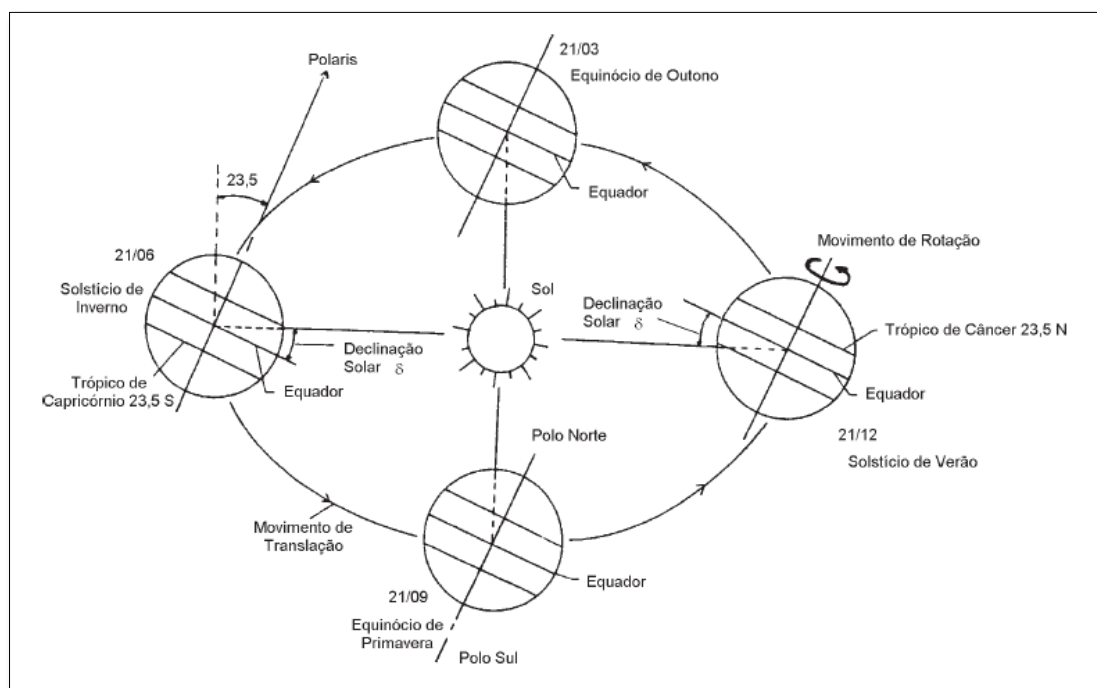 21/03
Equinócio de Outono
Polaris
23,5
Equador
Movimento de Rotação
21/06
Solstício de
Inverno
Sol
Declinação
Solar δ
Declinação
Solar δ
Trópico de Câncer 23,5 N
Trópico de
Capricórnio 23,5 S
Equador
Equador
21/12
Solstício de Verão
Polo Norte
Movimento de
Translação
Equador
21/09
Equinócio de
Primavera
Polo Sul